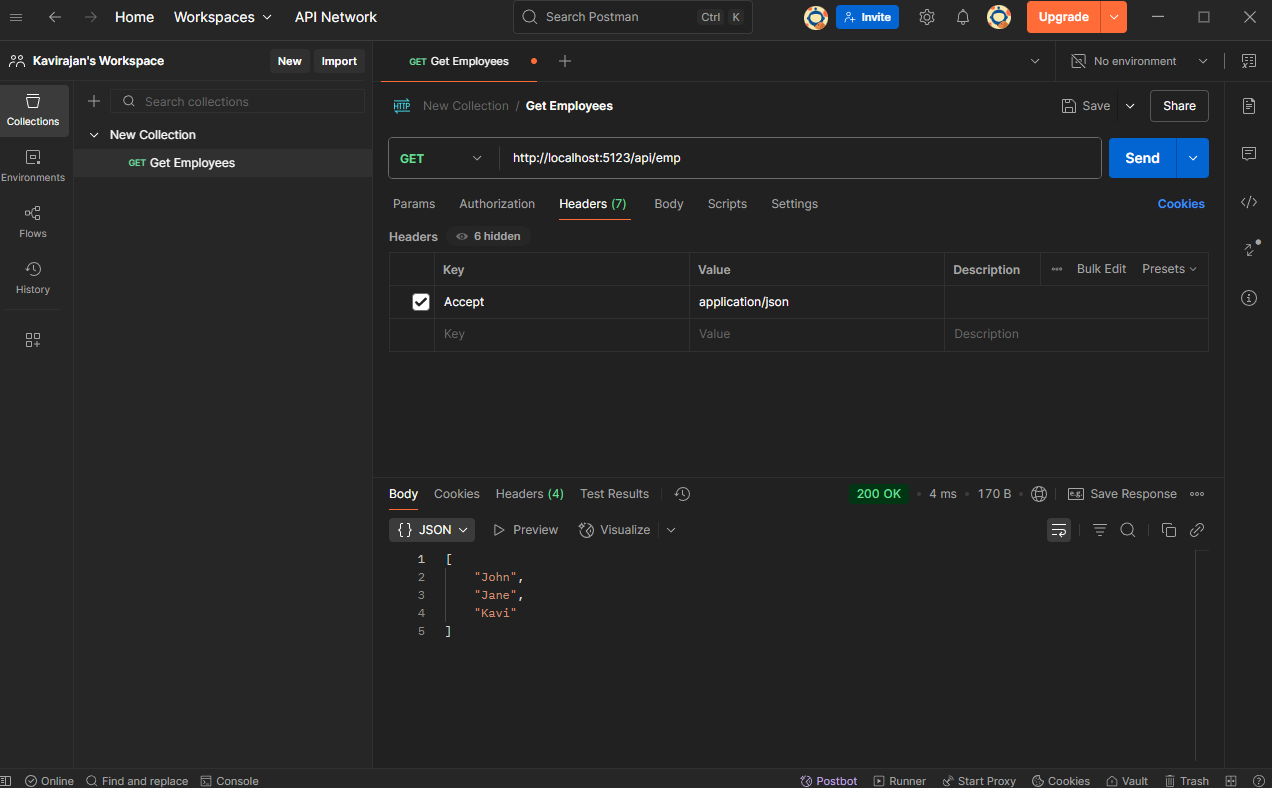 Home Workspaces API Network Search Postman Ctrl K Invite Upgrade
Kavirajan's Workspace New Import GET Get Employees No environment
Collections Search collections New Collection / Get Employees Save Share
New Collection
GET Get Employees GET http://localhost:5123/api/emp Send
Environments
Flows
History
Params Authorization Headers (7) Body Scripts Settings Cookies
Headers 6 hidden
Key Value Description Bulk Edit Presets
Accept application/json
Key Value Description
Body Cookies Headers (4) Test Results 200 OK 4 ms 170 B e.g. Save Response
{} JSON Preview Visualize
1 [
2 "John",
3 "Jane",
4 "Kavi"
5 ]
Online Find and replace Console Postbot Runner Start Proxy Cookies Vault Trash